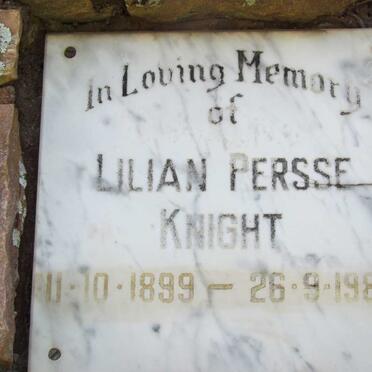 In Loving Memory
of
LILIAN PERSSE
KNIGHT
11·10·1899 — 26·9·198